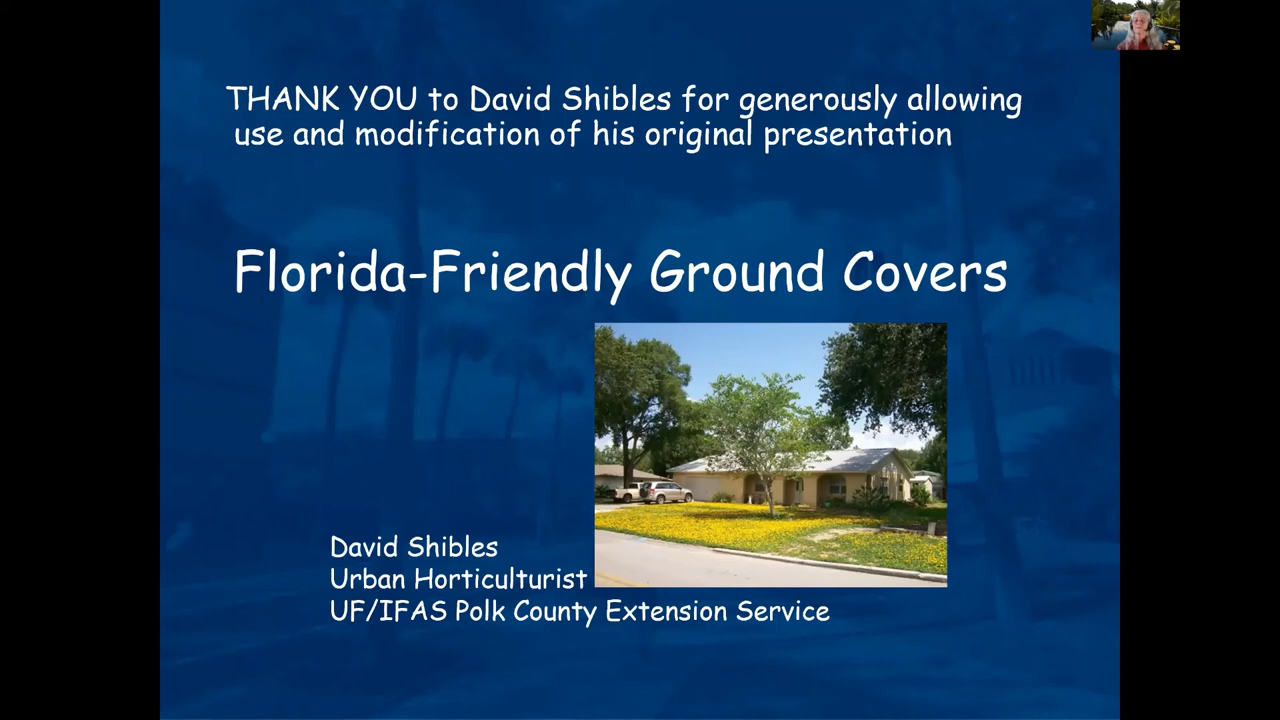 THANK YOU to David Shibles for generously allowing
use and modification of his original presentation
Florida-Friendly Ground Covers
David Shibles
Urban Horticulturist
UF/IFAS Polk County Extension Service